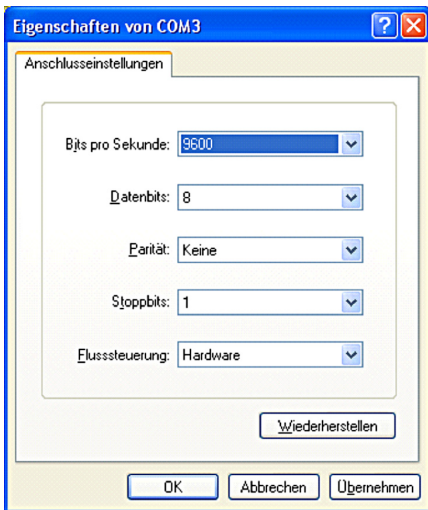 Eigenschaften von COM3
Anschlusseinstellungen
Bits pro Sekunde: 9600
Datenbits: 8
Parität: Keine
Stoppbits: 1
Flusssteuerung: Hardware
Wiederherstellen
OK Abbrechen Übernehmen